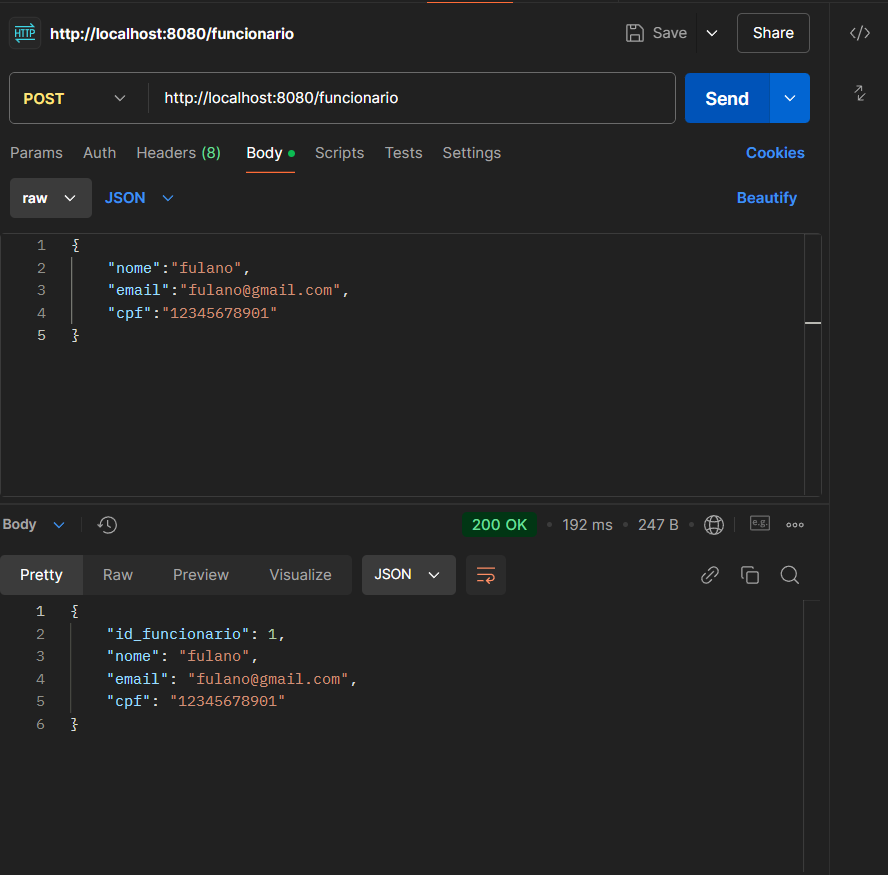 HTTP http://localhost:8080/funcionario Save Share
POST http://localhost:8080/funcionario Send
Params Auth Headers (8) Body Scripts Tests Settings Cookies
raw JSON Beautify
1 {
2 "nome":"fulano",
3 "email":"fulano@gmail.com",
4 "cpf":"12345678901"
5 }
Body 200 OK 192 ms 247 B e.g.
Pretty Raw Preview Visualize JSON
1 {
2 "id_funcionario": 1,
3 "nome": "fulano",
4 "email": "fulano@gmail.com",
5 "cpf": "12345678901"
6 }